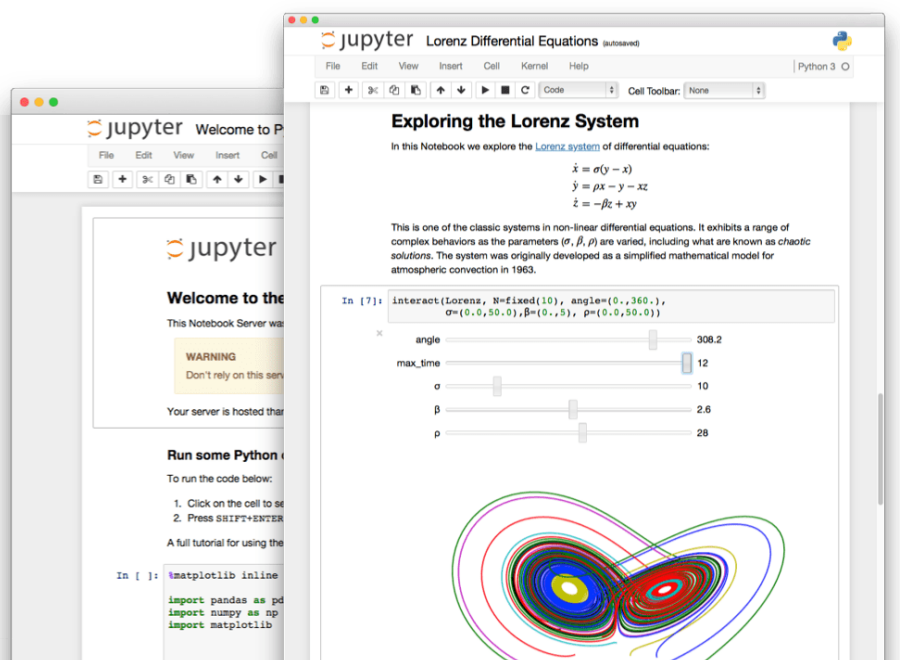 jupyter Lorenz Differential Equations (autosaved)
File Edit View Insert Cell Kernel Help Python 3
Code Cell Toolbar: None
Exploring the Lorenz System
In this Notebook we explore the Lorenz system of differential equations:
ẋ = σ(y − x)
ẏ = ρx − y − xz
ż = −βz + xy
This is one of the classic systems in non-linear differential equations. It exhibits a range of
complex behaviors as the parameters (σ, β, ρ) are varied, including what are known as chaotic
solutions. The system was originally developed as a simplified mathematical model for
atmospheric convection in 1963.
In [7]: interact(Lorenz, N=fixed(10), angle=(0.,360.),
σ=(0.0,50.0),β=(0.,5), ρ=(0.0,50.0))
angle 308.2
max_time 12
σ 10
β 2.6
ρ 28
jupyter Welcome to P
File Edit View Insert Cell
jupyter
Welcome to the
This Notebook Server was
WARNING
Don't rely on this serv
Your server is hosted than
Run some Python
To run the code below:
1. Click on the cell to se
2. Press SHIFT+ENTER
A full tutorial for using the
In [ ]: %matplotlib inline
import pandas as pd
import numpy as np
import matplotlib